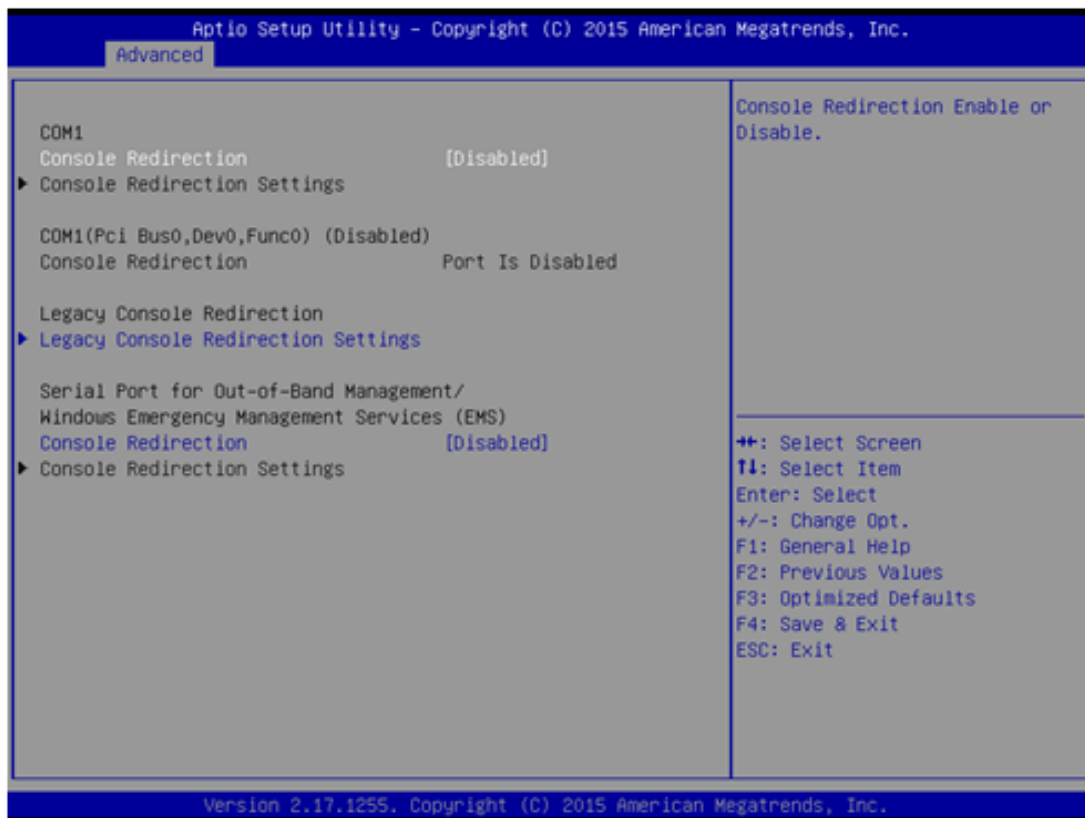 Aptio Setup Utility – Copyright (C) 2015 American Megatrends, Inc.
Advanced
COM1
Console Redirection [Disabled]
▶ Console Redirection Settings
COM1(Pci Bus0,Dev0,Func0) (Disabled)
Console Redirection Port Is Disabled
Legacy Console Redirection
▶ Legacy Console Redirection Settings
Serial Port for Out-of-Band Management/
Windows Emergency Management Services (EMS)
Console Redirection [Disabled]
▶ Console Redirection Settings
Console Redirection Enable or
Disable.
→←: Select Screen
↑↓: Select Item
Enter: Select
+/-: Change Opt.
F1: General Help
F2: Previous Values
F3: Optimized Defaults
F4: Save & Exit
ESC: Exit
Version 2.17.1255. Copyright (C) 2015 American Megatrends, Inc.